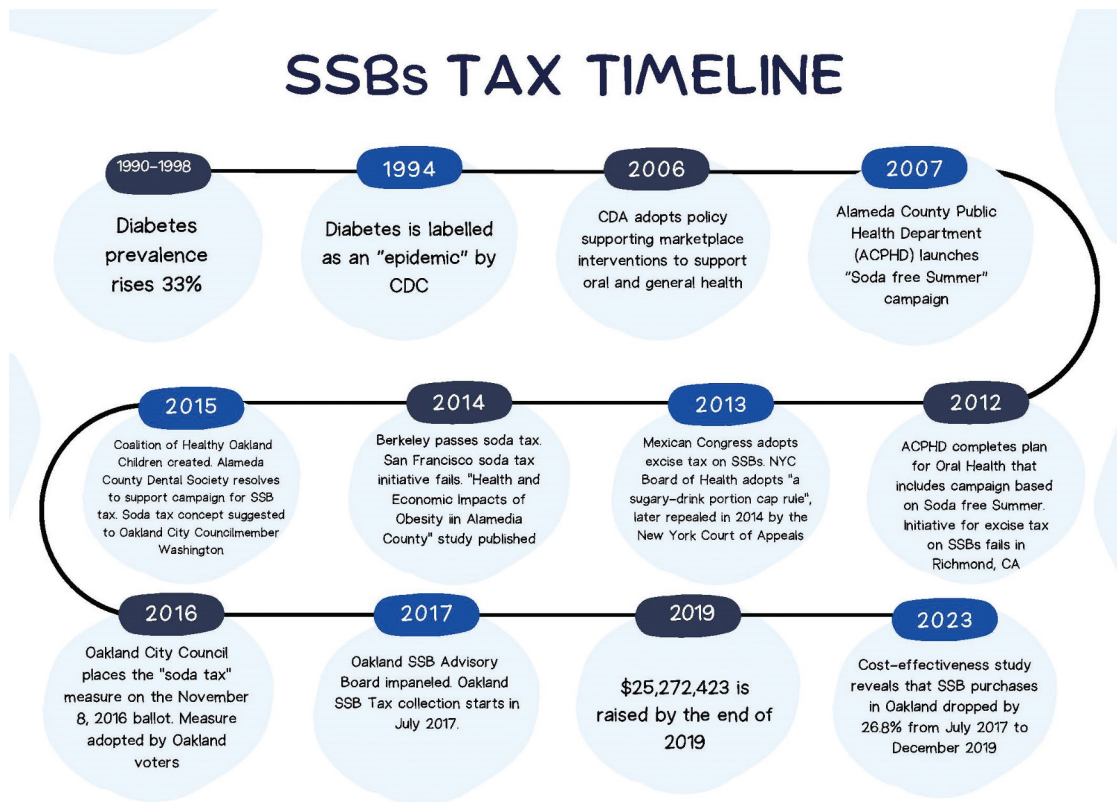 SSBs TAX TIMELINE
1990-1998
Diabetes
prevalence
rises 33%
1994
Diabetes is labelled
as an "epidemic" by
CDC
2006
CDA adopts policy
supporting marketplace
interventions to support
oral and general health
2007
Alameda County Public
Health Department
(ACPHD) launches
"Soda free Summer"
campaign
2012
ACPHD completes plan
for Oral Health that
includes campaign based
on Soda free Summer.
Initiative for excise tax
on SSBs fails in
Richmond, CA
2013
Mexican Congress adopts
excise tax on SSBs. NYC
Board of Health adopts "a
sugary-drink portion cap rule",
later repealed in 2014 by the
New York Court of Appeals
2014
Berkeley passes soda tax.
San Francisco soda tax
initiative fails. "Health and
Economic Impacts of
Obesity iin Alamedia
County" study published
2015
Coalition of Healthy Oakland
Children created. Alameda
County Dental Society resolves
to support campaign for SSB
tax. Soda tax concept suggested
to Oakland City Councilmember
Washington
2016
Oakland City Council
places the "soda tax"
measure on the November
8, 2016 ballot. Measure
adopted by Oakland
voters
2017
Oakland SSB Advisory
Board impaneled. Oakland
SSB Tax collection starts in
July 2017.
2019
$25,272,423 is
raised by the end of
2019
2023
Cost-effectiveness study
reveals that SSB purchases
in Oakland dropped by
26.8% from July 2017 to
December 2019